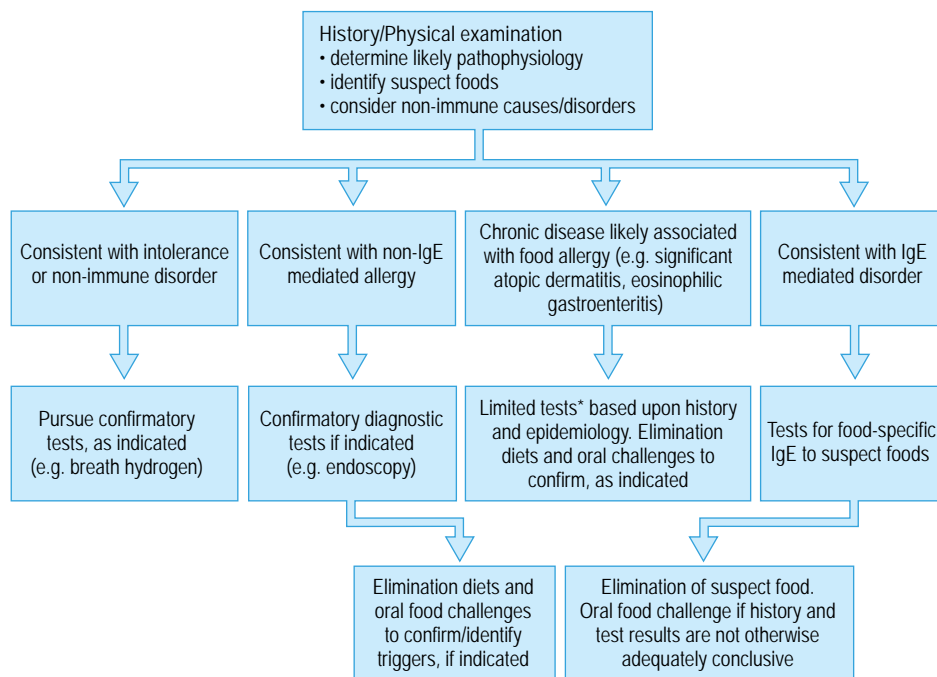 History/Physical examination
• determine likely pathophysiology
• identify suspect foods
• consider non-immune causes/disorders
Consistent with intolerance
or non-immune disorder
Consistent with non-IgE
mediated allergy
Chronic disease likely associated
with food allergy (e.g. significant
atopic dermatitis, eosinophilic
gastroenteritis)
Consistent with IgE
mediated disorder
Pursue confirmatory
tests, as indicated
(e.g. breath hydrogen)
Confirmatory diagnostic
tests if indicated
(e.g. endoscopy)
Limited tests* based upon history
and epidemiology. Elimination
diets and oral challenges to
confirm, as indicated
Tests for food-specific
IgE to suspect foods
Elimination diets and
oral food challenges
to confirm/identify
triggers, if indicated
Elimination of suspect food.
Oral food challenge if history and
test results are not otherwise
adequately conclusive